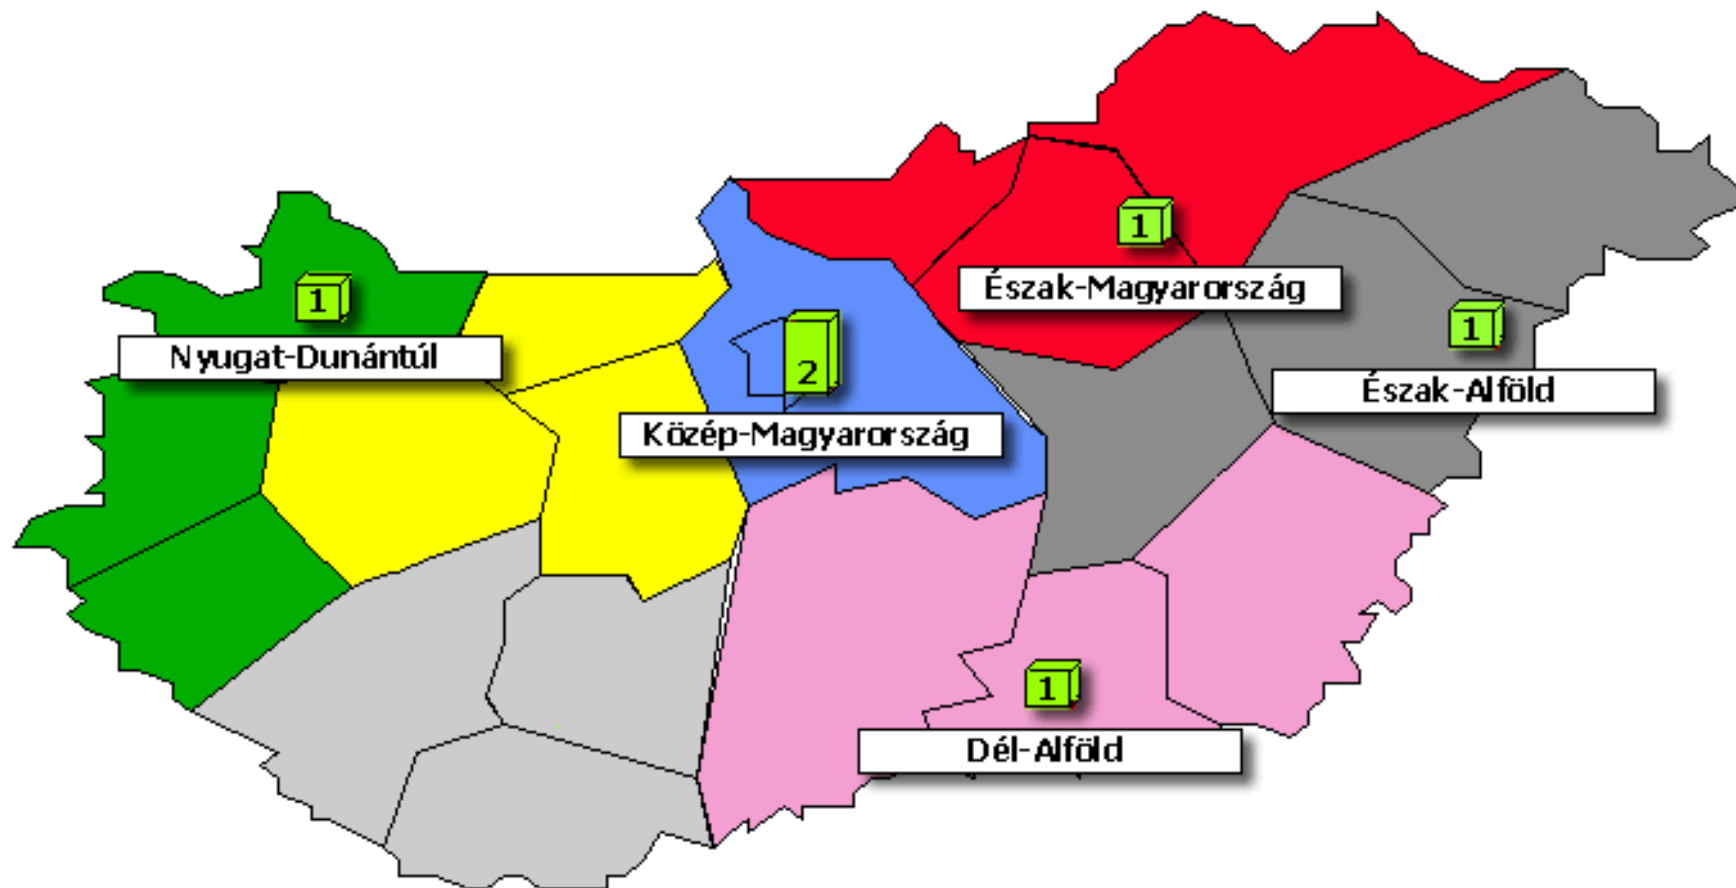 1
Észak-Magyarország
1
Nyugat-Dunántúl
1
Észak-Alföld
2
Közép-Magyarország
1
Dél-Alföld